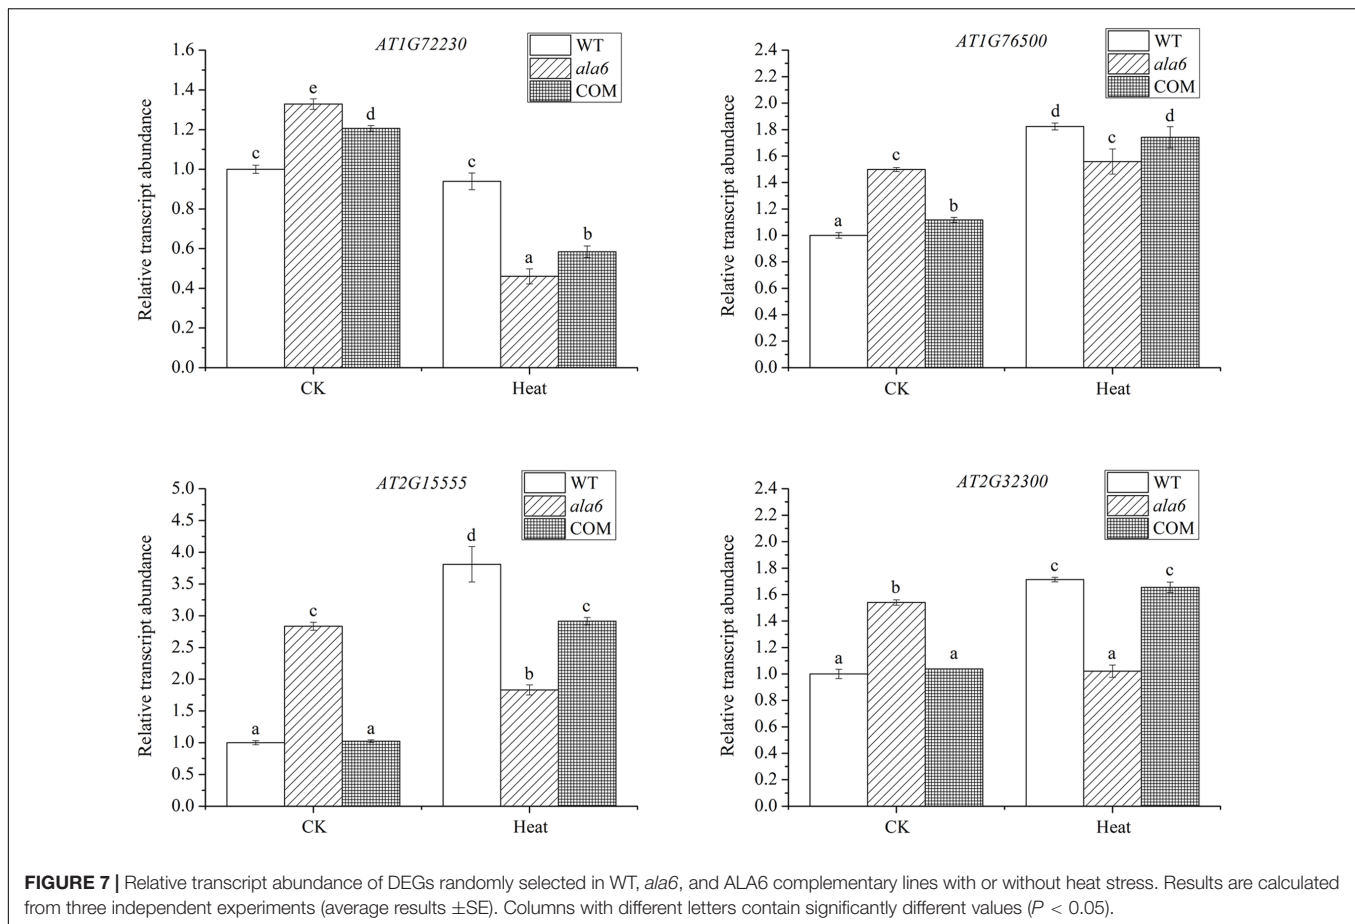 AT1G72230
WT
ala6
COM
Relative transcript abundance
1.6
1.4
1.2
1.0
0.8
0.6
0.4
0.2
0.0
c
e
d
c
a
b
CK
Heat
AT1G76500
WT
ala6
COM
Relative transcript abundance
2.4
2.2
2.0
1.8
1.6
1.4
1.2
1.0
0.8
0.6
0.4
0.2
0.0
a
c
b
d
c
d
CK
Heat
AT2G15555
WT
ala6
COM
Relative transcript abundance
5.0
4.5
4.0
3.5
3.0
2.5
2.0
1.5
1.0
0.5
0.0
a
c
a
d
b
c
CK
Heat
AT2G32300
WT
ala6
COM
Relative transcript abundance
2.4
2.2
2.0
1.8
1.6
1.4
1.2
1.0
0.8
0.6
0.4
0.2
0.0
a
b
a
c
a
c
CK
Heat
FIGURE 7 | Relative transcript abundance of DEGs randomly selected in WT, ala6, and ALA6 complementary lines with or without heat stress. Results are calculated
from three independent experiments (average results ±SE). Columns with different letters contain significantly different values (P < 0.05).